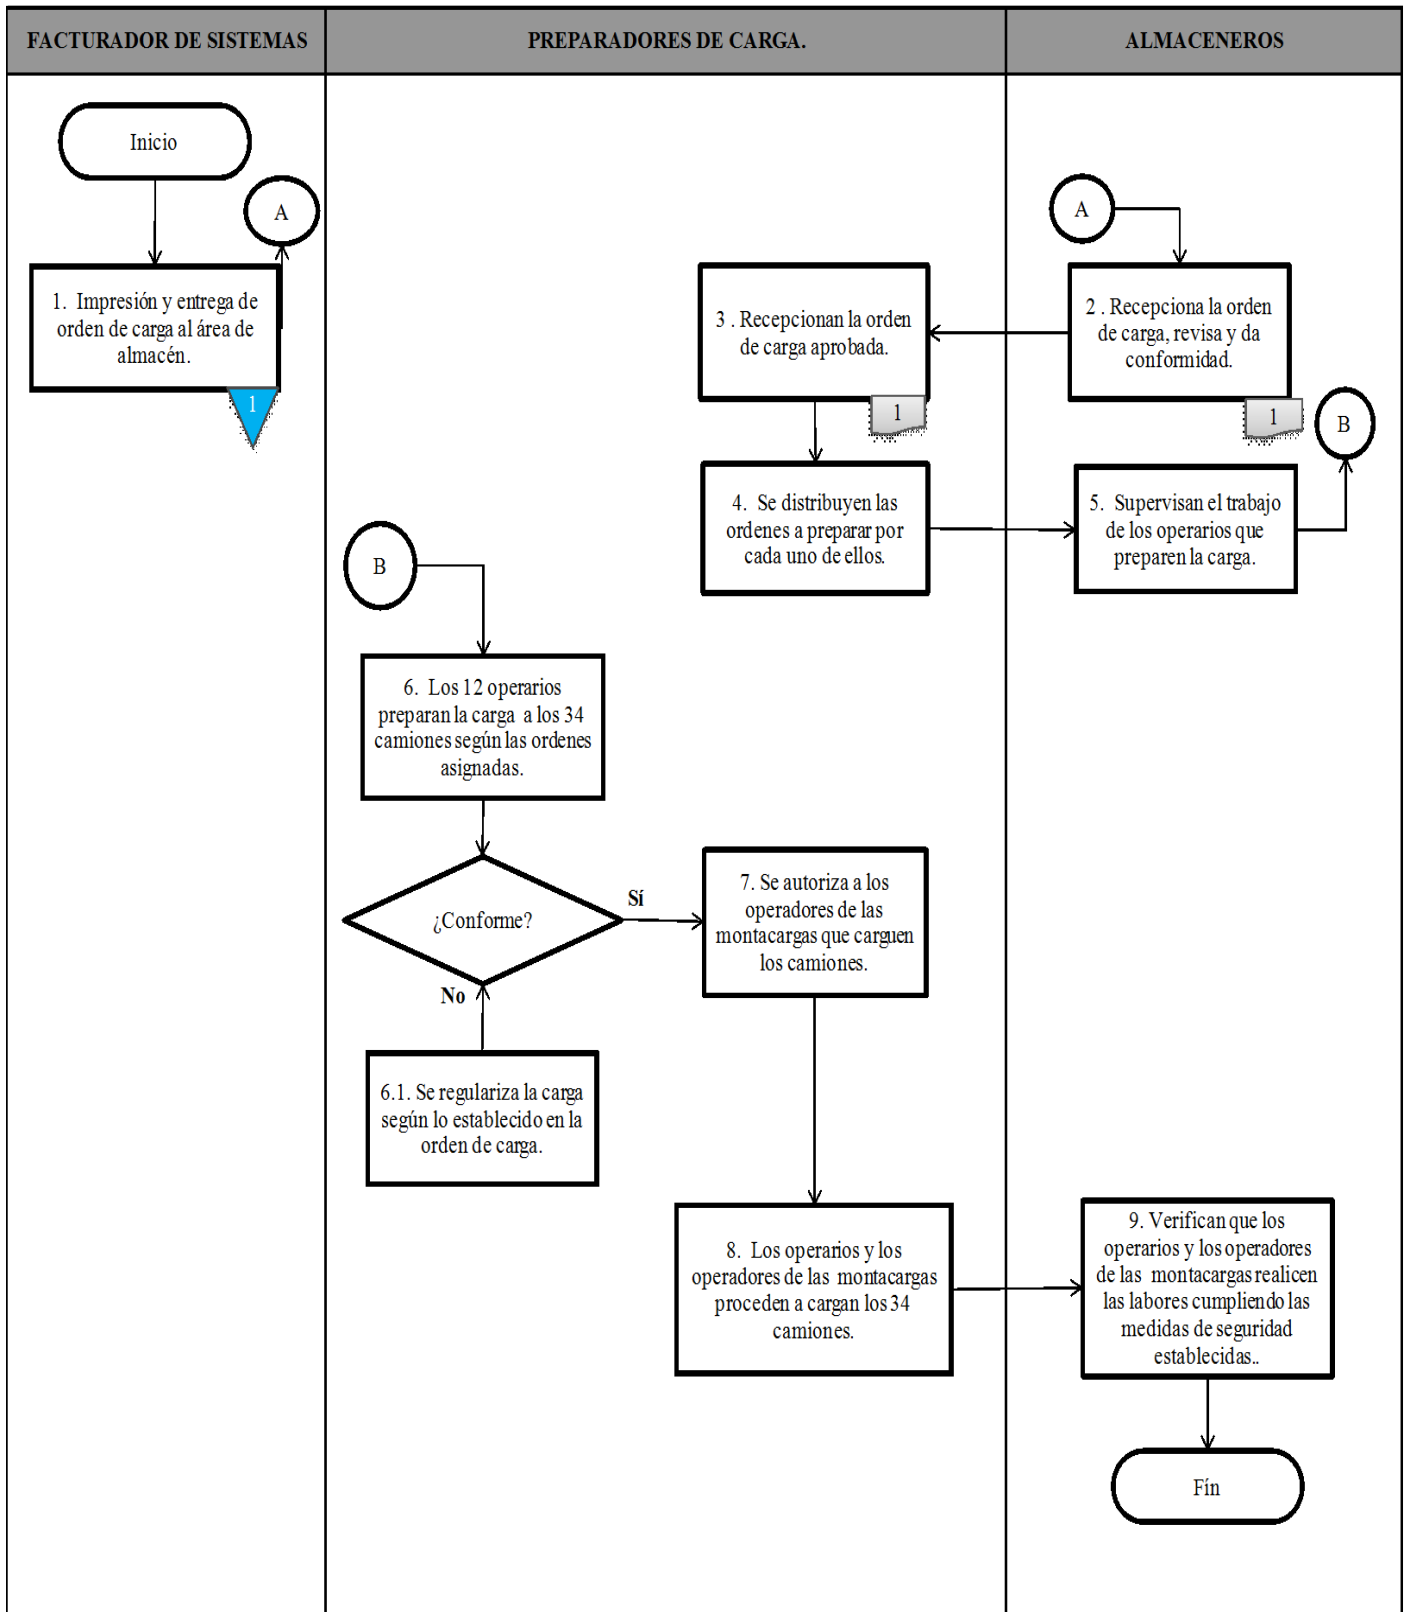 FACTURADOR DE SISTEMAS
PREPARADORES DE CARGA.
ALMACENEROS
Inicio
A
1. Impresión y entrega de
orden de carga al área de
almacén.
1
A
2 . Recepciona la orden
de carga, revisa y da
conformidad.
1
3 . Recepcionan la orden
de carga aprobada.
1
4. Se distribuyen las
ordenes a preparar por
cada uno de ellos.
5. Supervisan el trabajo
de los operarios que
preparen la carga.
B
B
6. Los 12 operarios
preparan la carga a los 34
camiones según las ordenes
asignadas.
¿Conforme?
Sí
No
6.1. Se regulariza la carga
según lo establecido en la
orden de carga.
7. Se autoriza a los
operadores de las
montacargas que carguen
los camiones.
8. Los operarios y los
operadores de las montacargas
proceden a cargan los 34
camiones.
9. Verifican que los
operarios y los operadores
de las montacargas realicen
las labores cumpliendo las
medidas de seguridad
establecidas..
Fín